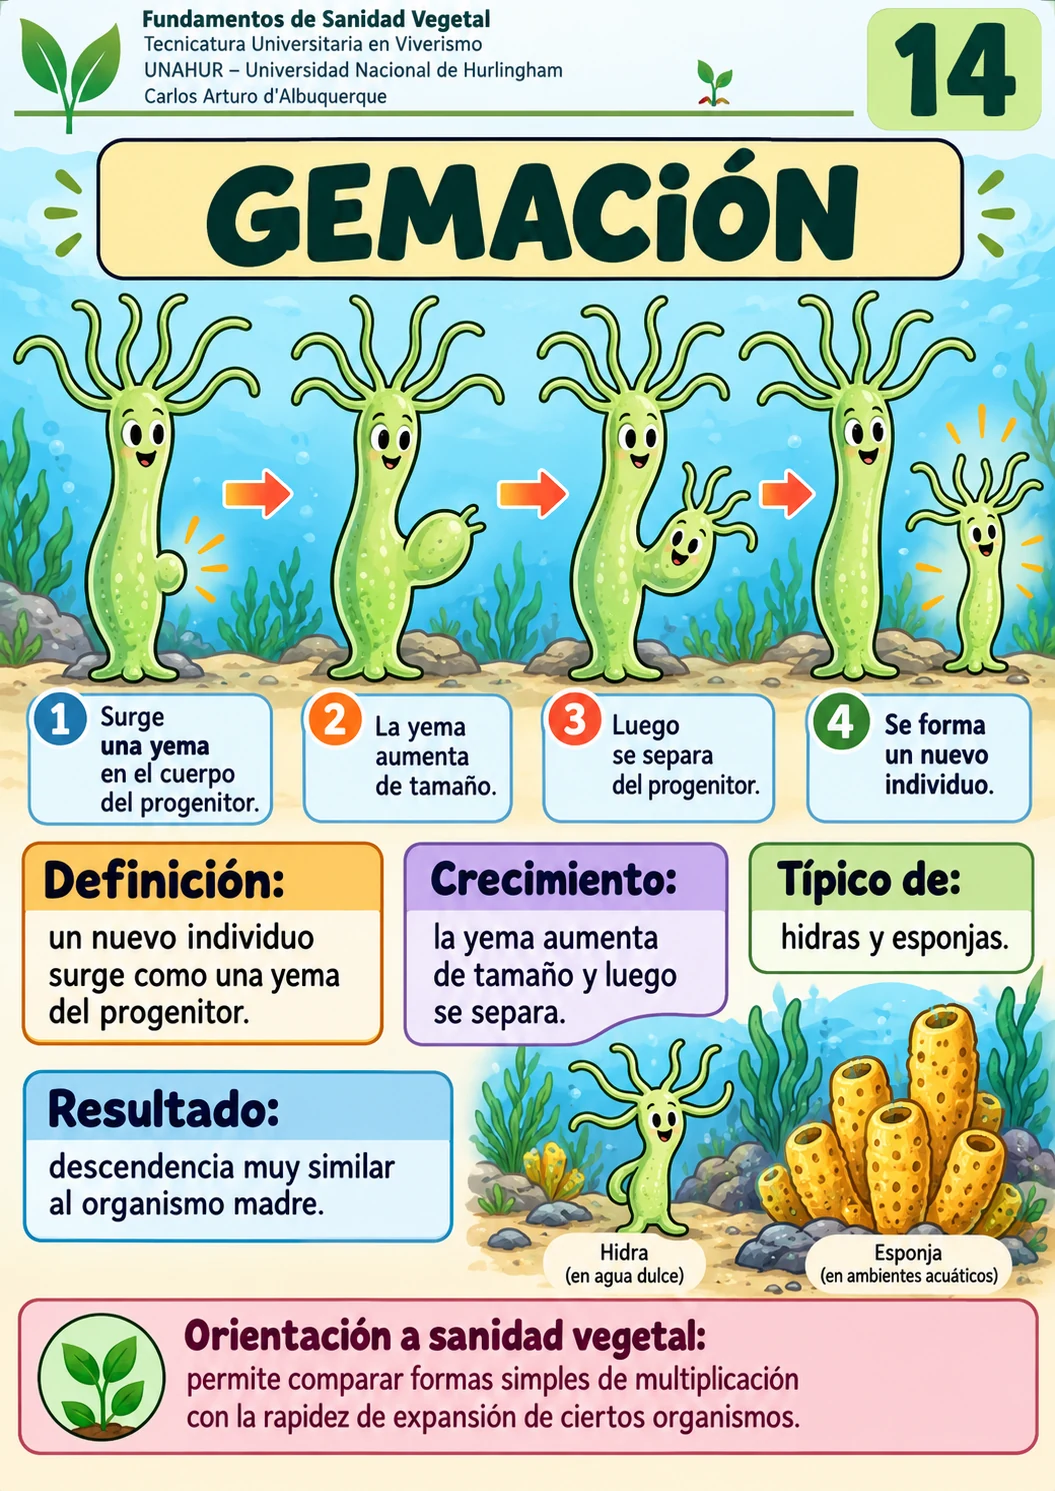 Fundamentos de Sanidad Vegetal
Tecnicatura Universitaria en Viverismo
UNAHUR – Universidad Nacional de Hurlingham
Carlos Arturo d'Albuquerque
14
GEMACIÓN
1
Surge
una yema
en el cuerpo
del progenitor.
2
La yema
aumenta
de tamaño.
3
Luego
se separa
del progenitor.
4
Se forma
un nuevo
individuo.
Definición:
un nuevo individuo
surge como una yema
del progenitor.
Crecimiento:
la yema aumenta
de tamaño y luego
se separa.
Típico de:
hidras y esponjas.
Resultado:
descendencia muy similar
al organismo madre.
Hidra
(en agua dulce)
Esponja
(en ambientes acuáticos)
Orientación a sanidad vegetal:
permite comparar formas simples de multiplicación
con la rapidez de expansión de ciertos organismos.